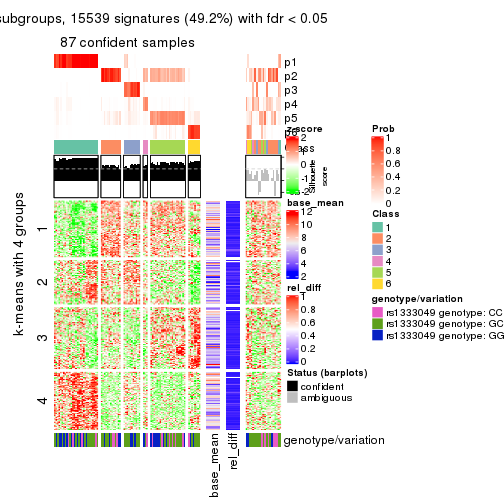 subgroups, 15539 signatures (49.2%) with fdr < 0.05
87 confident samples
p1
p2
p3
p4
p5
z-score
2
1
0
-1
-2
Silhouette
score
k-means with 4 groups
1
2
3
4
base_mean
12
10
8
6
4
2
rel_diff
1
0.8
0.6
0.4
0.2
0
Status (barplots)
confident
ambiguous
Prob
1
0.8
0.6
0.4
0.2
0
Class
1
2
3
4
5
6
genotype/variation
rs1333049 genotype: CC
rs1333049 genotype: GC
rs1333049 genotype: GG
genotype/variation
base_mean
rel_diff